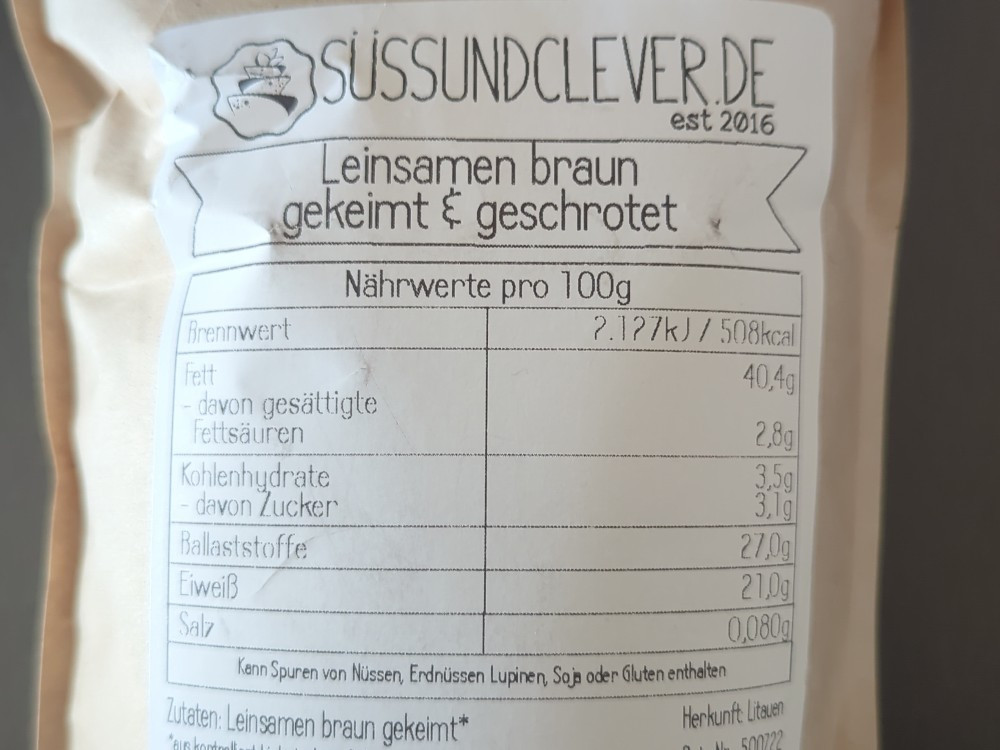 SÜSSUNDCLEVER.DE
est 2016
Leinsamen braun
gekeimt & geschrotet
Nährwerte pro 100g
Brennwert 2.127kJ / 508kcal
Fett 40,4g
- davon gesättigte
Fettsäuren 2,8g
Kohlenhydrate 3,5g
- davon Zucker 3,1g
Ballaststoffe 27,0g
Eiweiß 21,0g
Salz 0,080g
Kann Spuren von Nüssen, Erdnüssen Lupinen, Soja oder Gluten enthalten
Zutaten: Leinsamen braun gekeimt*
Herkunft: Litauen
*aus
500722